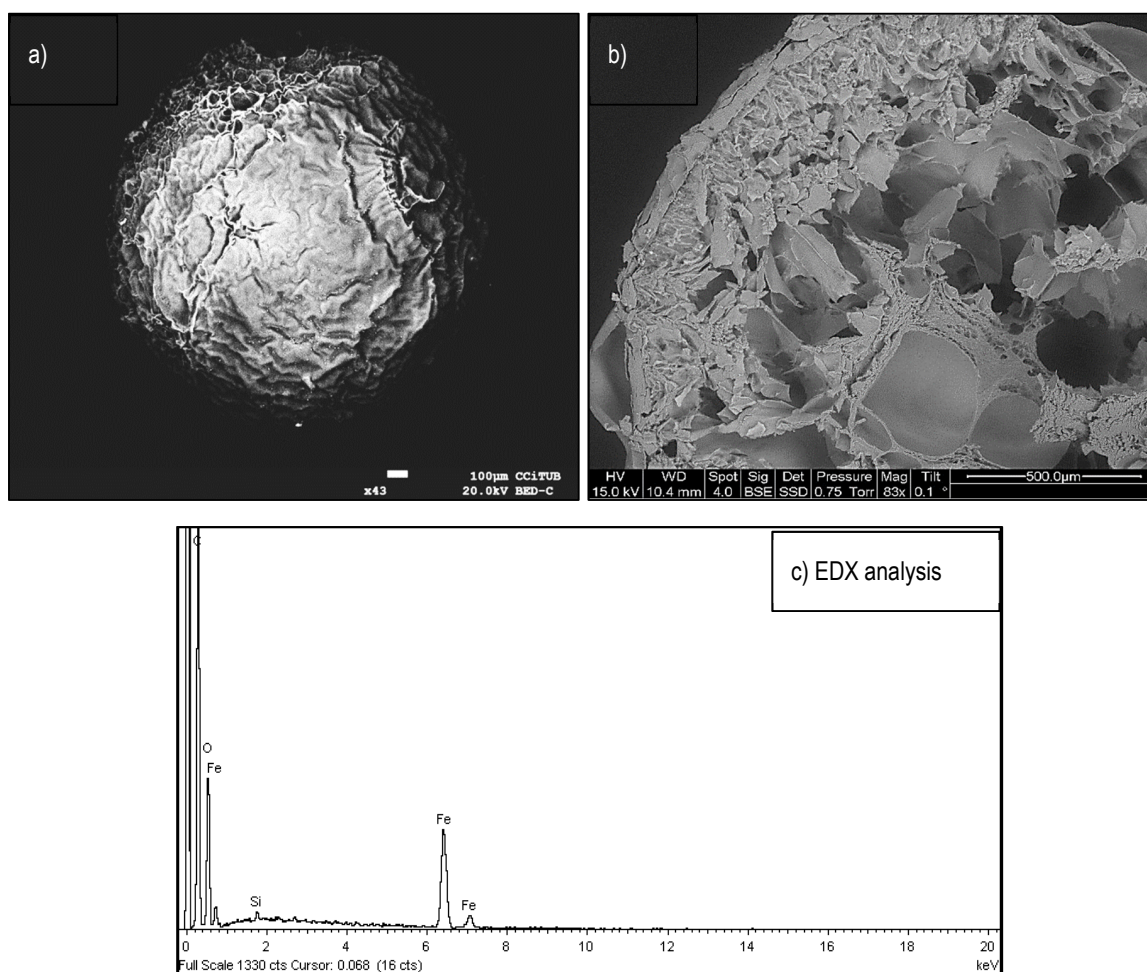 a)
100µm CCiTUB
x43 20.0kV BED-C
b)
HV WD Spot Sig Det Pressure Mag Tilt
15.0 kV 10.4 mm 4.0 BSE SSD 0.75 Torr 83x 0.1 ° 500.0µm
c) EDX analysis
C
O
Fe
Fe
Si
Fe
0 2 4 6 8 10 12 14 16 18 20
Full Scale 1330 cts Cursor: 0.068 (16 cts) keV